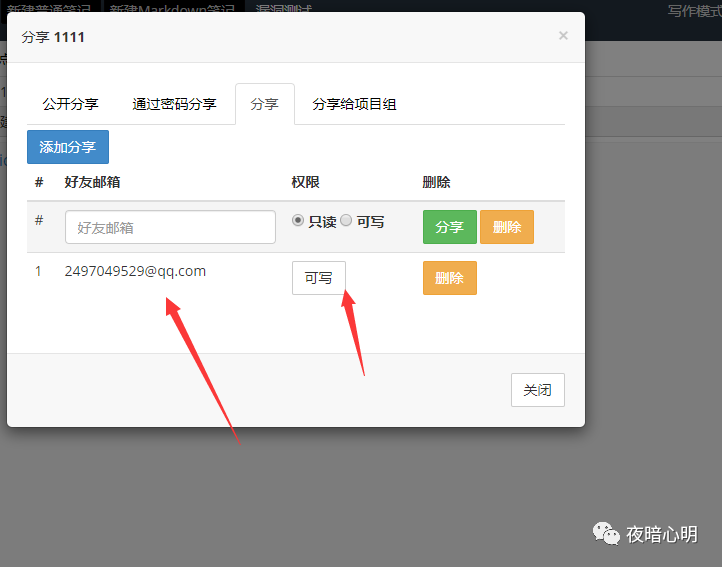 新建普通笔记 新建Markdown笔记 漏洞测试 写作模式
分享 1111 ×
公开分享 通过密码分享 分享 分享给项目组
添加分享
# 好友邮箱 权限 删除
# 好友邮箱 只读 可写 分享 删除
1 2497049529@qq.com 可写 删除
关闭
夜暗心明